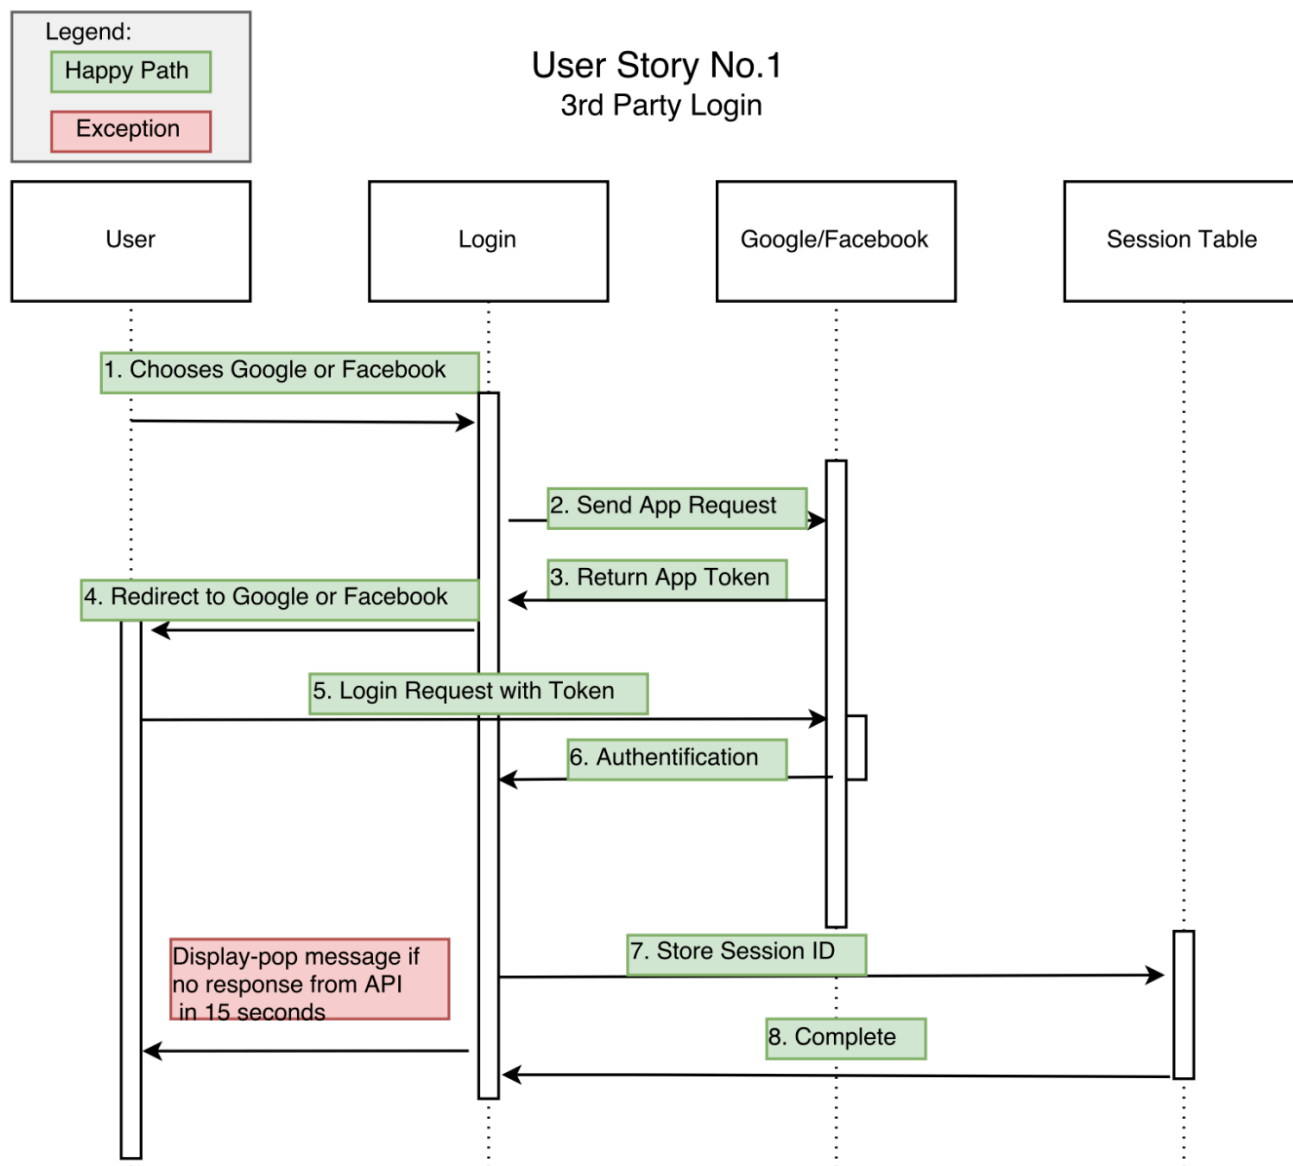 Legend:
Happy Path
Exception
User Story No.1
3rd Party Login
User
Login
Google/Facebook
Session Table
1. Chooses Google or Facebook
2. Send App Request
3. Return App Token
4. Redirect to Google or Facebook
5. Login Request with Token
6. Authentification
7. Store Session ID
Display-pop message if
no response from API
in 15 seconds
8. Complete